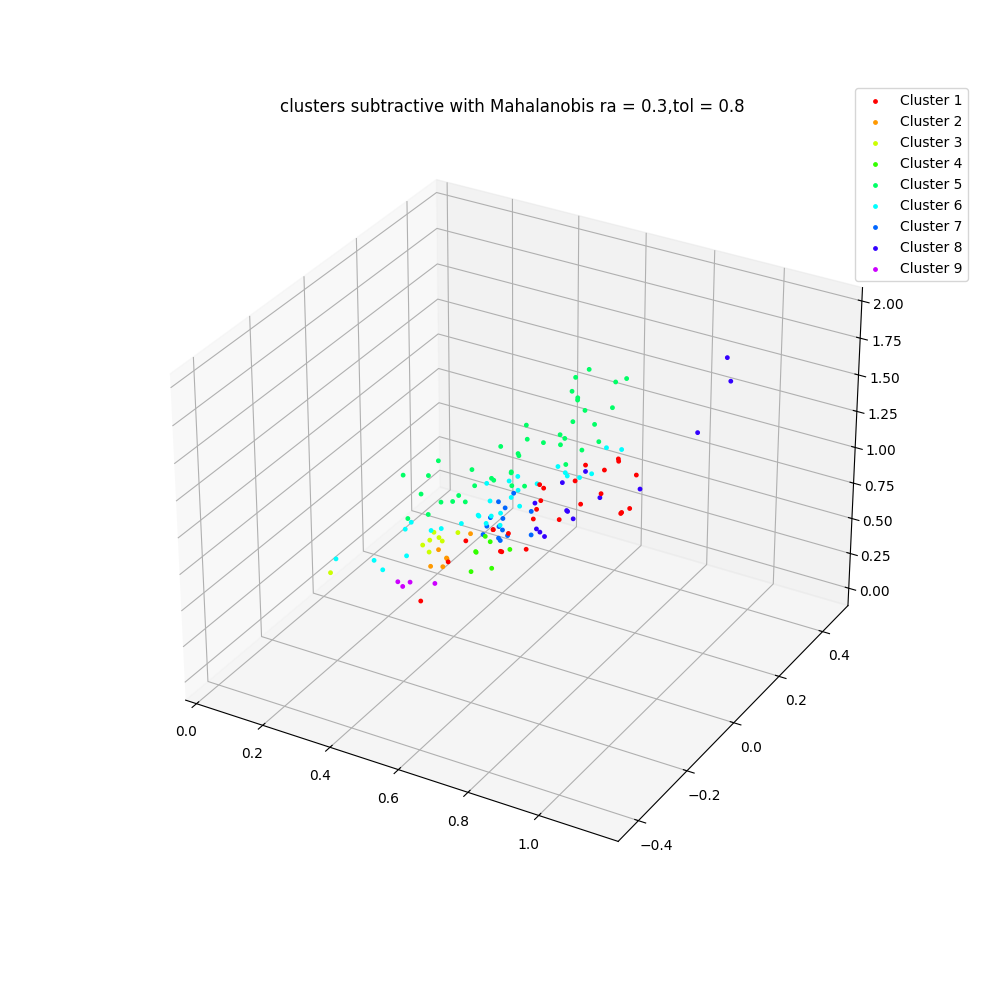 clusters subtractive with Mahalanobis ra = 0.3,tol = 0.8
Cluster 1
Cluster 2
Cluster 3
Cluster 4
Cluster 5
Cluster 6
Cluster 7
Cluster 8
Cluster 9
2.00
1.75
1.50
1.25
1.00
0.75
0.50
0.25
0.00
0.4
0.2
0.0
−0.2
−0.4
0.0
0.2
0.4
0.6
0.8
1.0